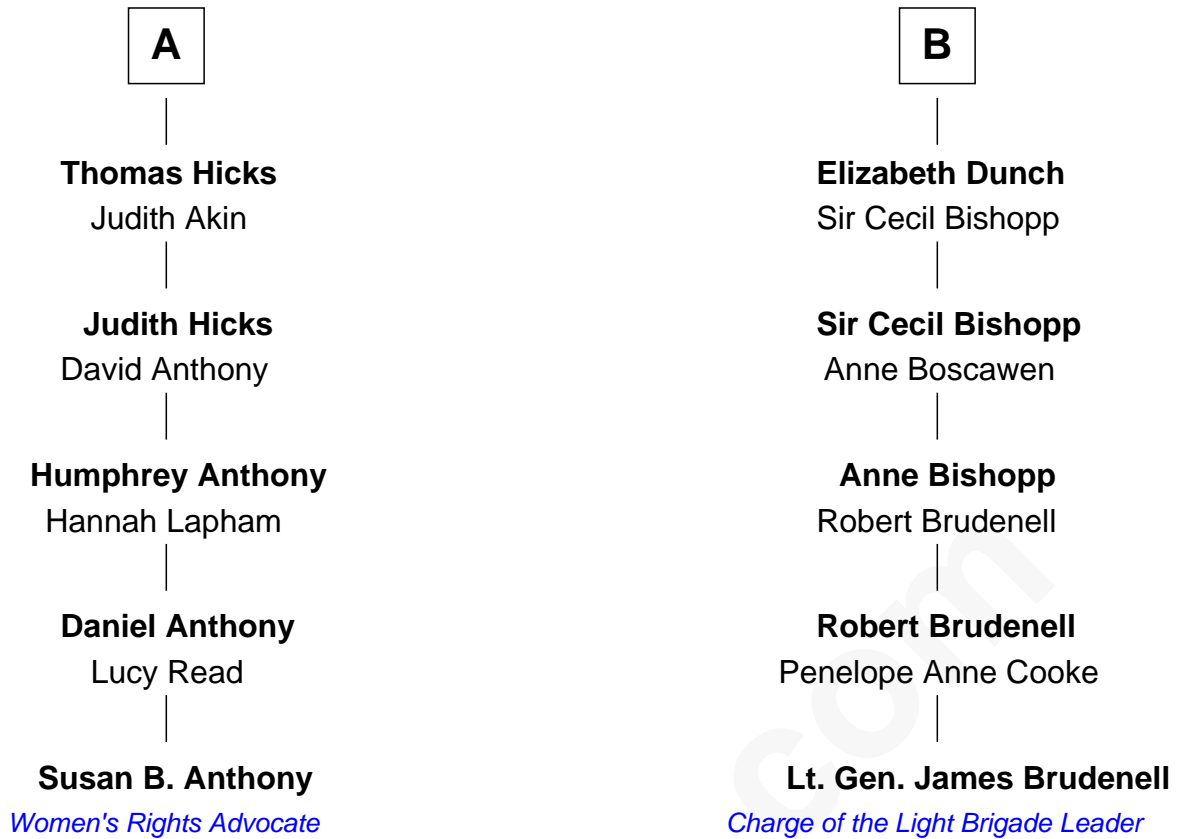 A
Thomas Hicks
Judith Akin
Judith Hicks
David Anthony
Humphrey Anthony
Hannah Lapham
Daniel Anthony
Lucy Read
Susan B. Anthony
Women's Rights Advocate
B
Elizabeth Dunch
Sir Cecil Bishopp
Sir Cecil Bishopp
Anne Boscawen
Anne Bishopp
Robert Brudenell
Robert Brudenell
Penelope Anne Cooke
Lt. Gen. James Brudenell
Charge of the Light Brigade Leader
com